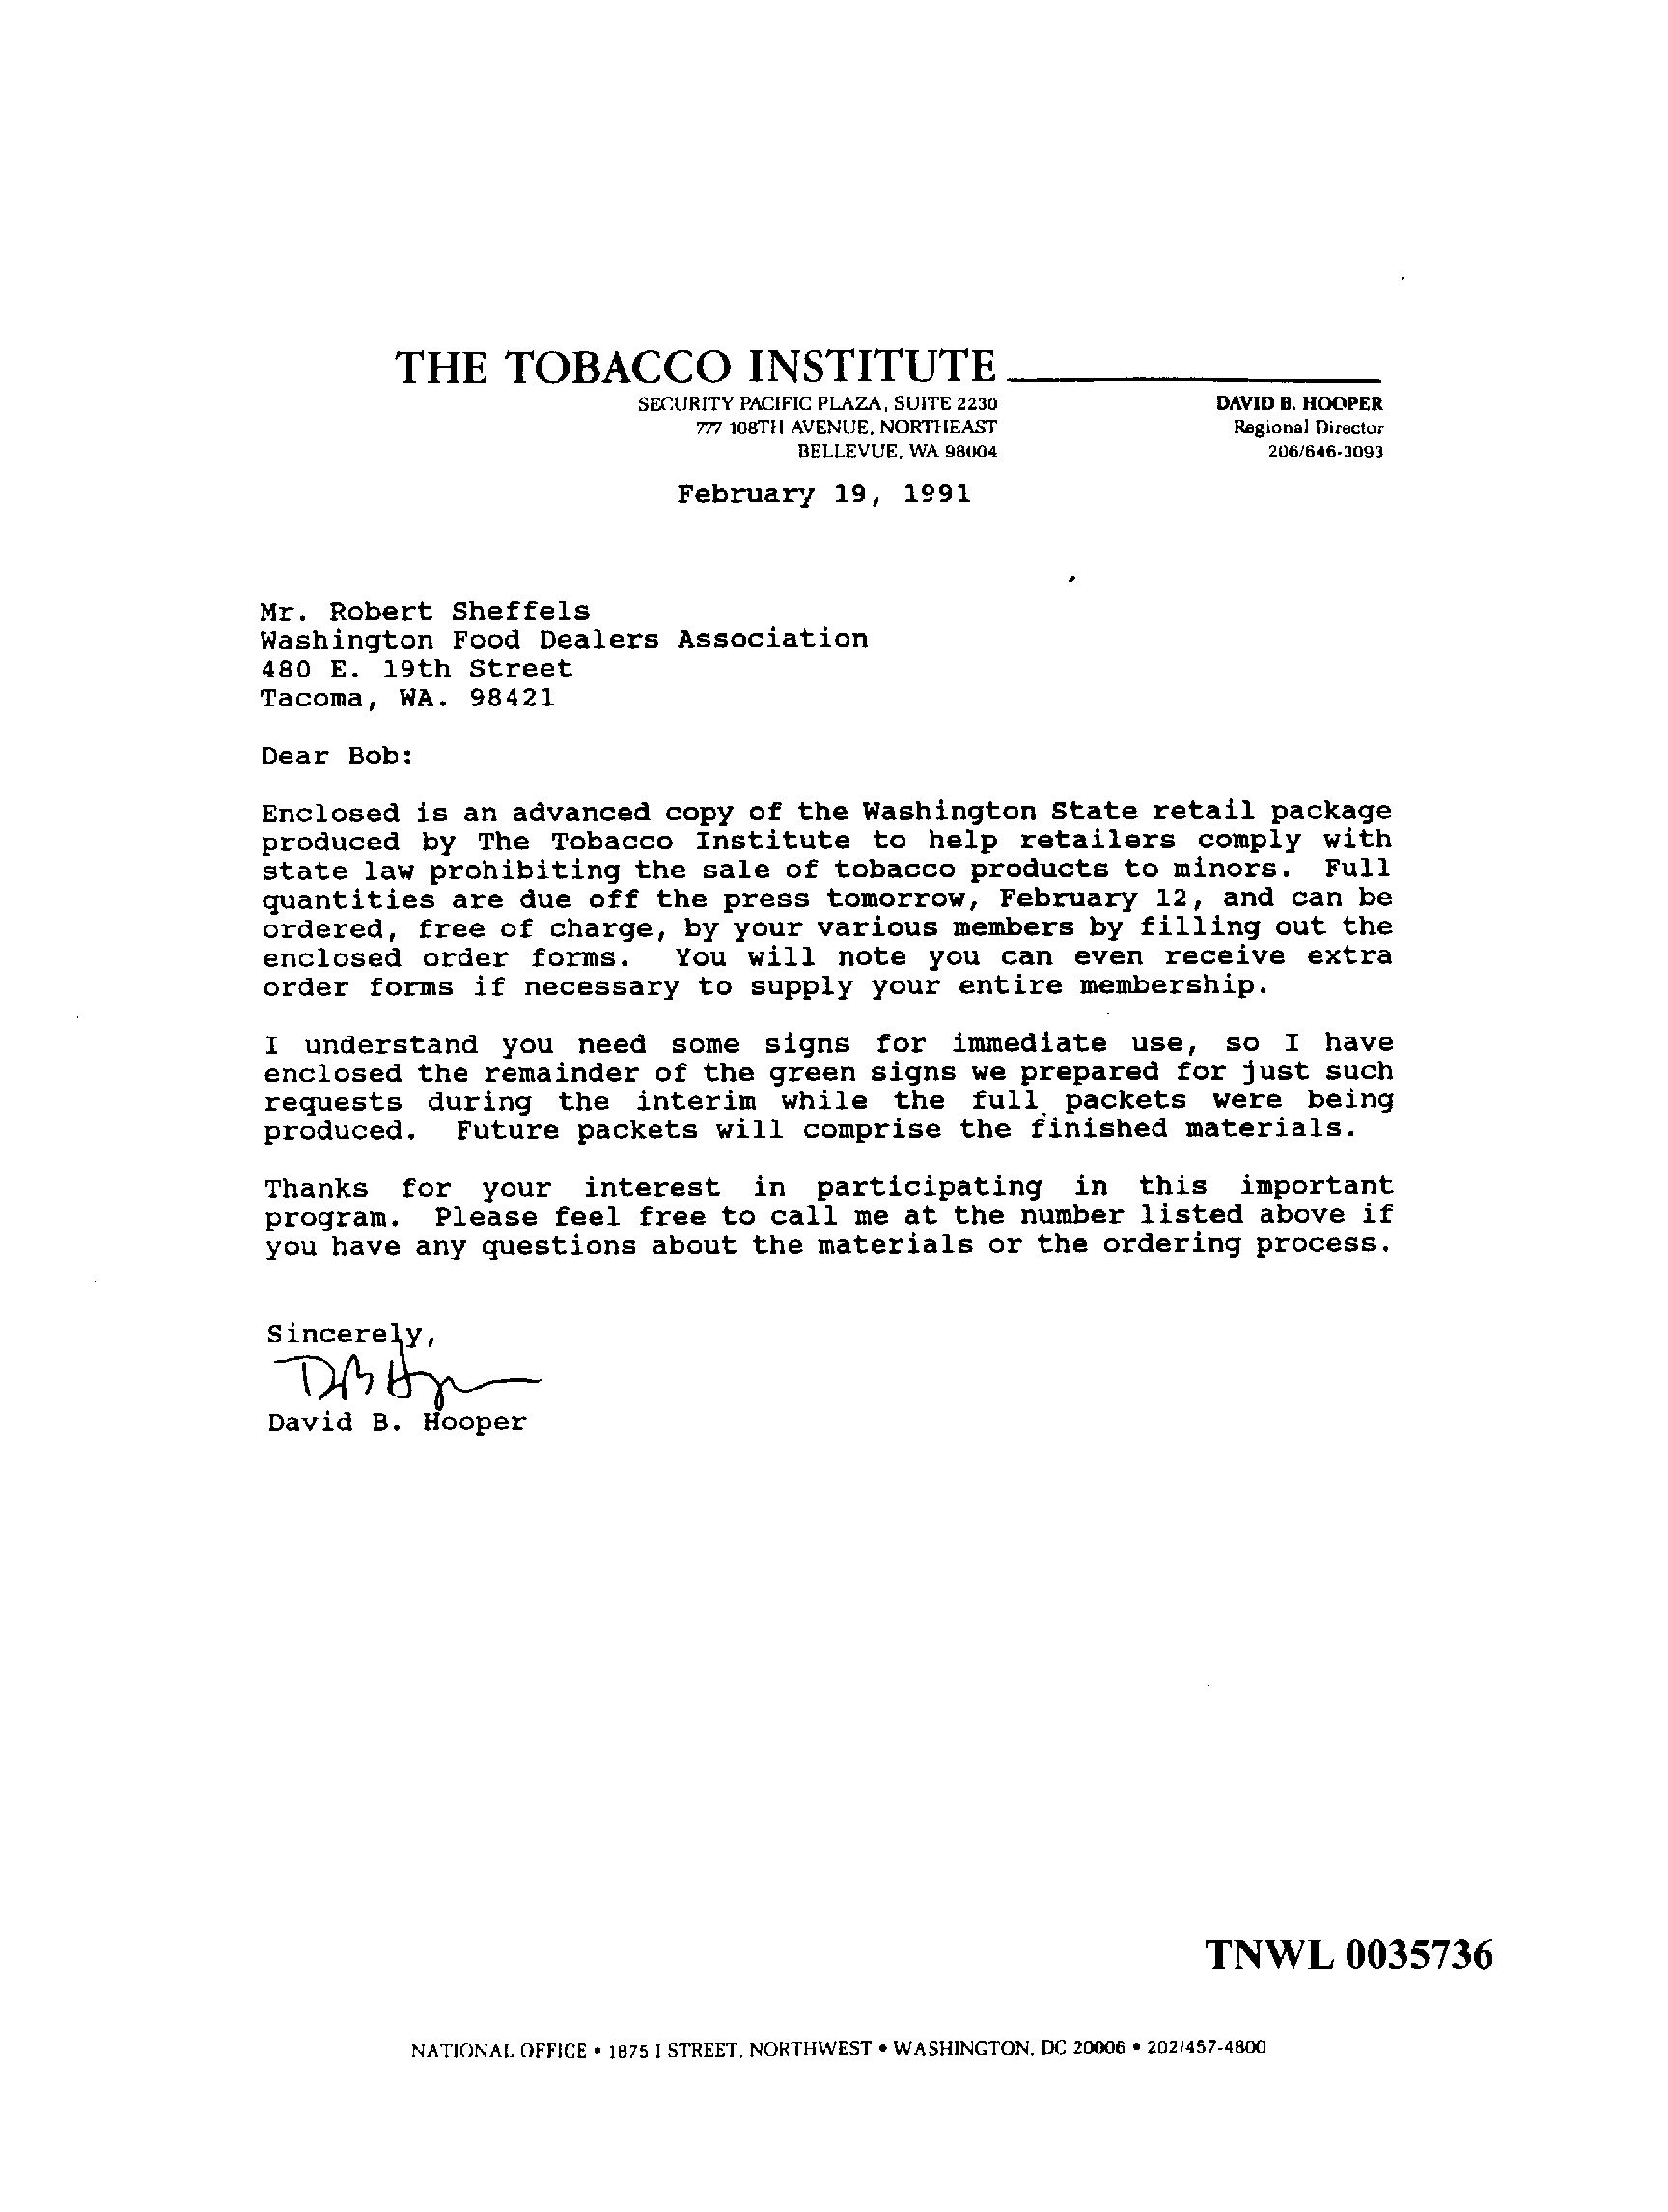 THE TOBACCO INSTITUTE
SECURITY PACIFIC PLAZA, SUITE 2230
777 108TH AVENUE, NORTHEAST
BELLEVUE, WA 98004
DAVID B. HOOPER
Regional Director
206/646-3093
February 19, 1991
Mr. Robert Sheffels
Washington Food Dealers Association
480 E. 19th Street
Tacoma, WA. 98421
Dear Bob:
Enclosed is an advanced copy of the Washington State retail package
produced by The Tobacco Institute to help retailers comply with
state law prohibiting the sale of tobacco products to minors. Full
quantities are due off the press tomorrow, February 12, and can be
ordered, free of charge, by your various members by filling out the
enclosed order forms. You will note you can even receive extra
order forms if necessary to supply your entire membership.
I understand you need some signs for immediate use, so I have
enclosed the remainder of the green signs we prepared for just such
requests during the interim while the full packets were being
produced. Future packets will comprise the finished materials.
Thanks for your interest in participating in this important
program. Please feel free to call me at the number listed above if
you have any questions about the materials or the ordering process.
Sincerely,
David B. Hooper
TNWL 0035736
NATIONAL OFFICE • 1875 I STREET, NORTHWEST • WASHINGTON, DC 20006 • 202/457-4800